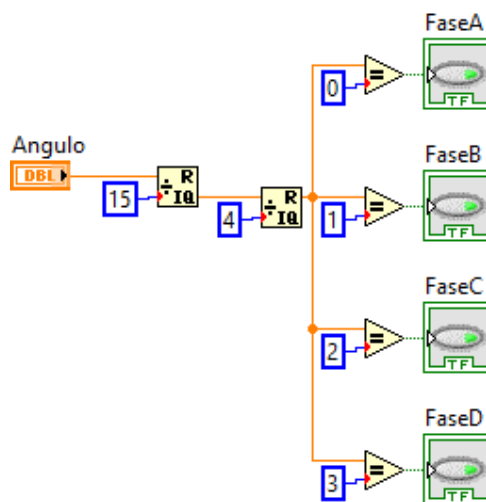 FaseA
0
=
TF
Angulo
DBL
15
÷ R IQ
4
÷ R IQ
FaseB
1
=
TF
FaseC
2
=
TF
FaseD
3
=
TF